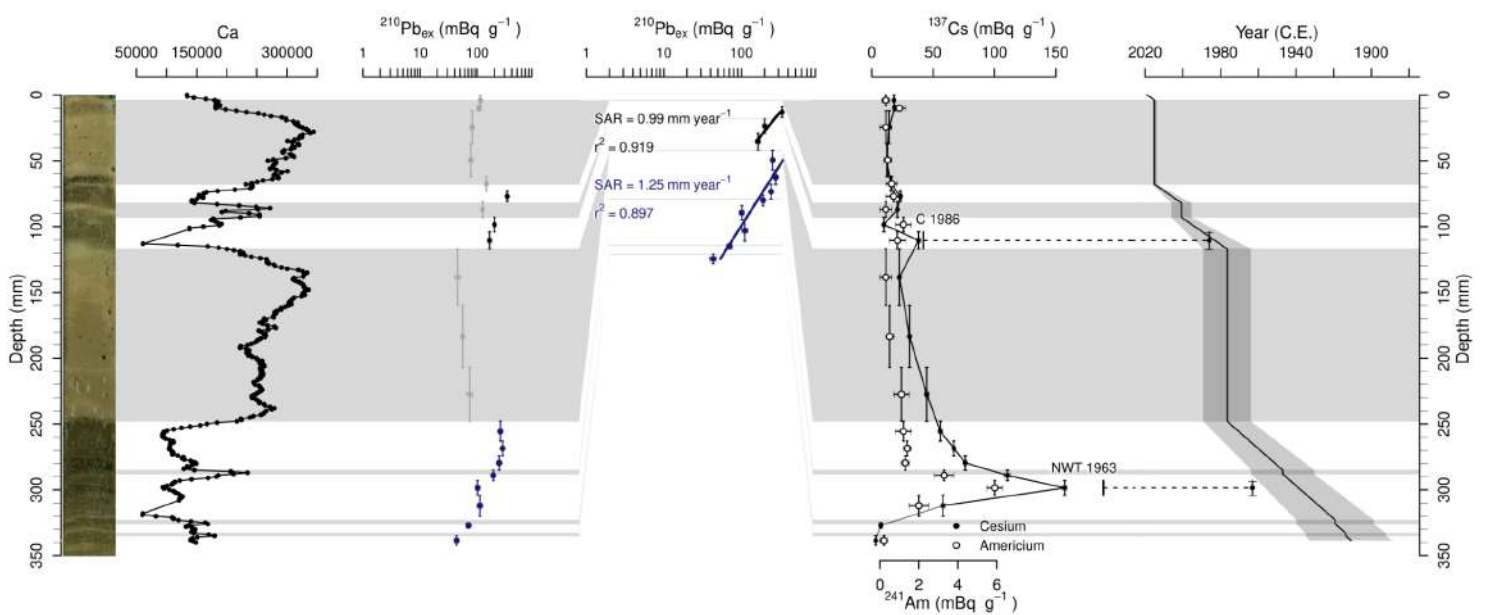 Ca
²¹⁰Pbₑₓ (mBq g⁻¹)
²¹⁰Pbₑₓ (mBq g⁻¹)
¹³⁷Cs (mBq g⁻¹)
Year (C.E.)
50000 150000 300000
1 10 100
1 10 100
0 50 100 150
2020 1980 1940 1900
0 50 100 150 200 250 300 350
Depth (mm)
SAR = 0.99 mm year⁻¹
r² = 0.919
SAR = 1.25 mm year⁻¹
r² = 0.897
C 1986
NWT 1963
Cesium
Americium
0 2 4 6
²⁴¹Am (mBq g⁻¹)
0 50 100 150 200 250 300 350
Depth (mm)